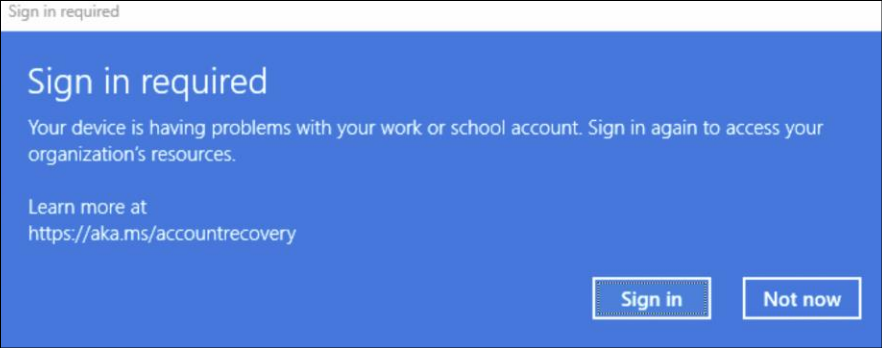 Sign in required
Sign in required
Your device is having problems with your work or school account. Sign in again to access your
organization's resources.
Learn more at
https://aka.ms/accountrecovery
Sign in
Not now